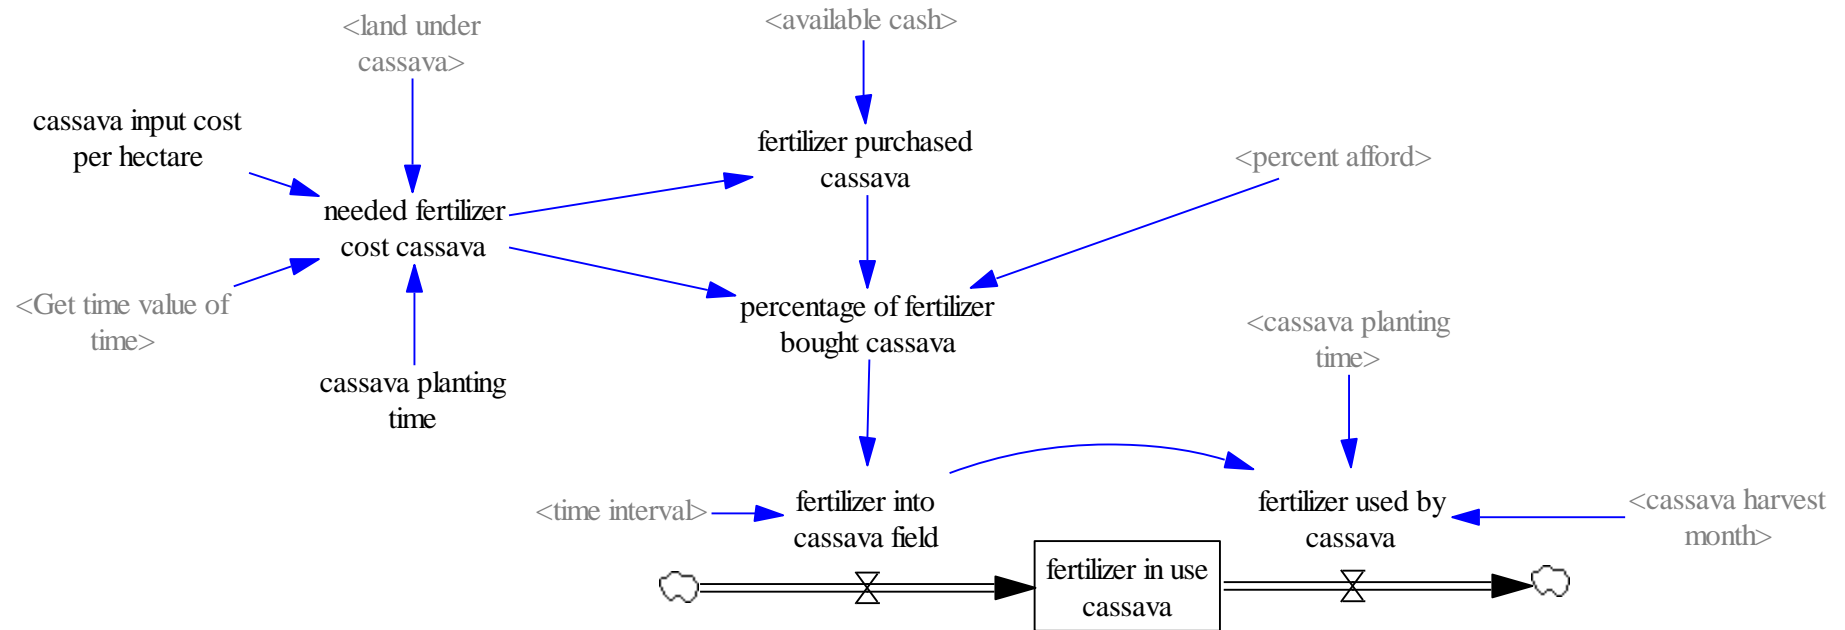 <land under
cassava>
<available cash>
cassava input cost
per hectare
fertilizer purchased
cassava
<percent afford>
needed fertilizer
cost cassava
<Get time value of
time>
percentage of fertilizer
bought cassava
<cassava planting
time>
cassava planting
time
<time interval>
fertilizer into
cassava field
fertilizer used by
cassava
<cassava harvest
month>
fertilizer in use
cassava